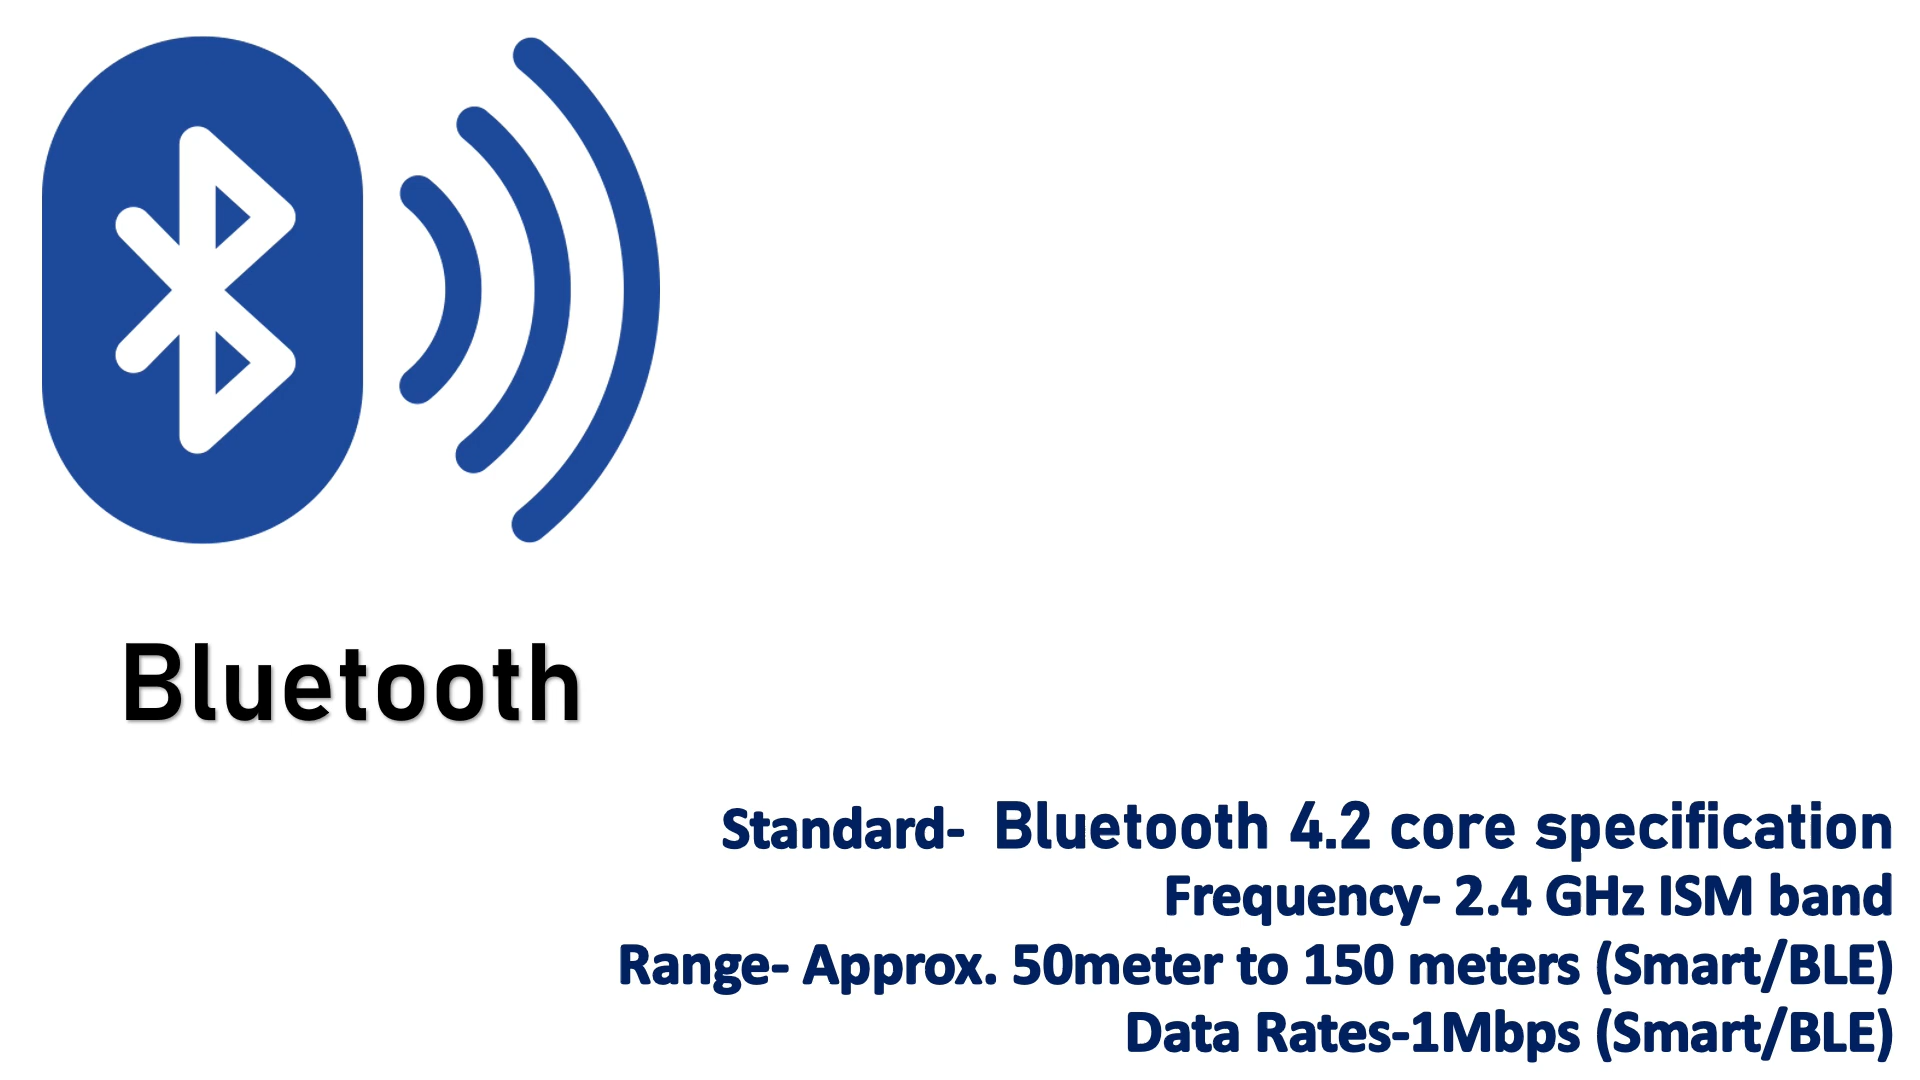 Bluetooth
Standard-  Bluetooth 4.2 core specification
Frequency- 2.4 GHz ISM band
Range- Approx. 50meter to 150 meters (Smart/BLE)
Data Rates-1Mbps (Smart/BLE)